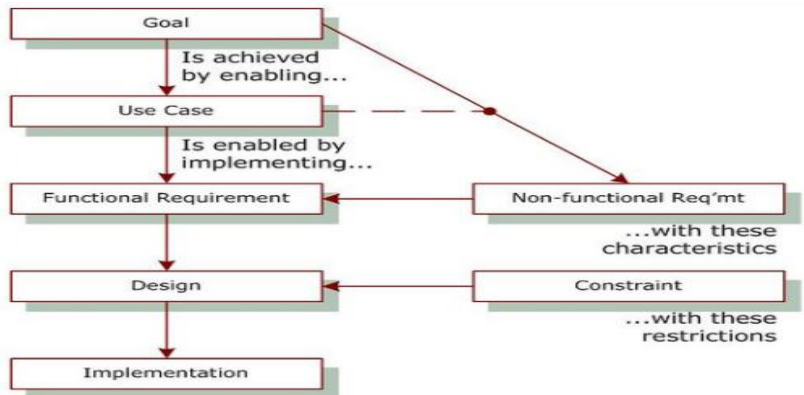 Goal
Is achieved
by enabling...
Use Case
Is enabled by
implementing...
Functional Requirement
Non-functional Req'mt
...with these
characteristics
Design
Constraint
...with these
restrictions
Implementation